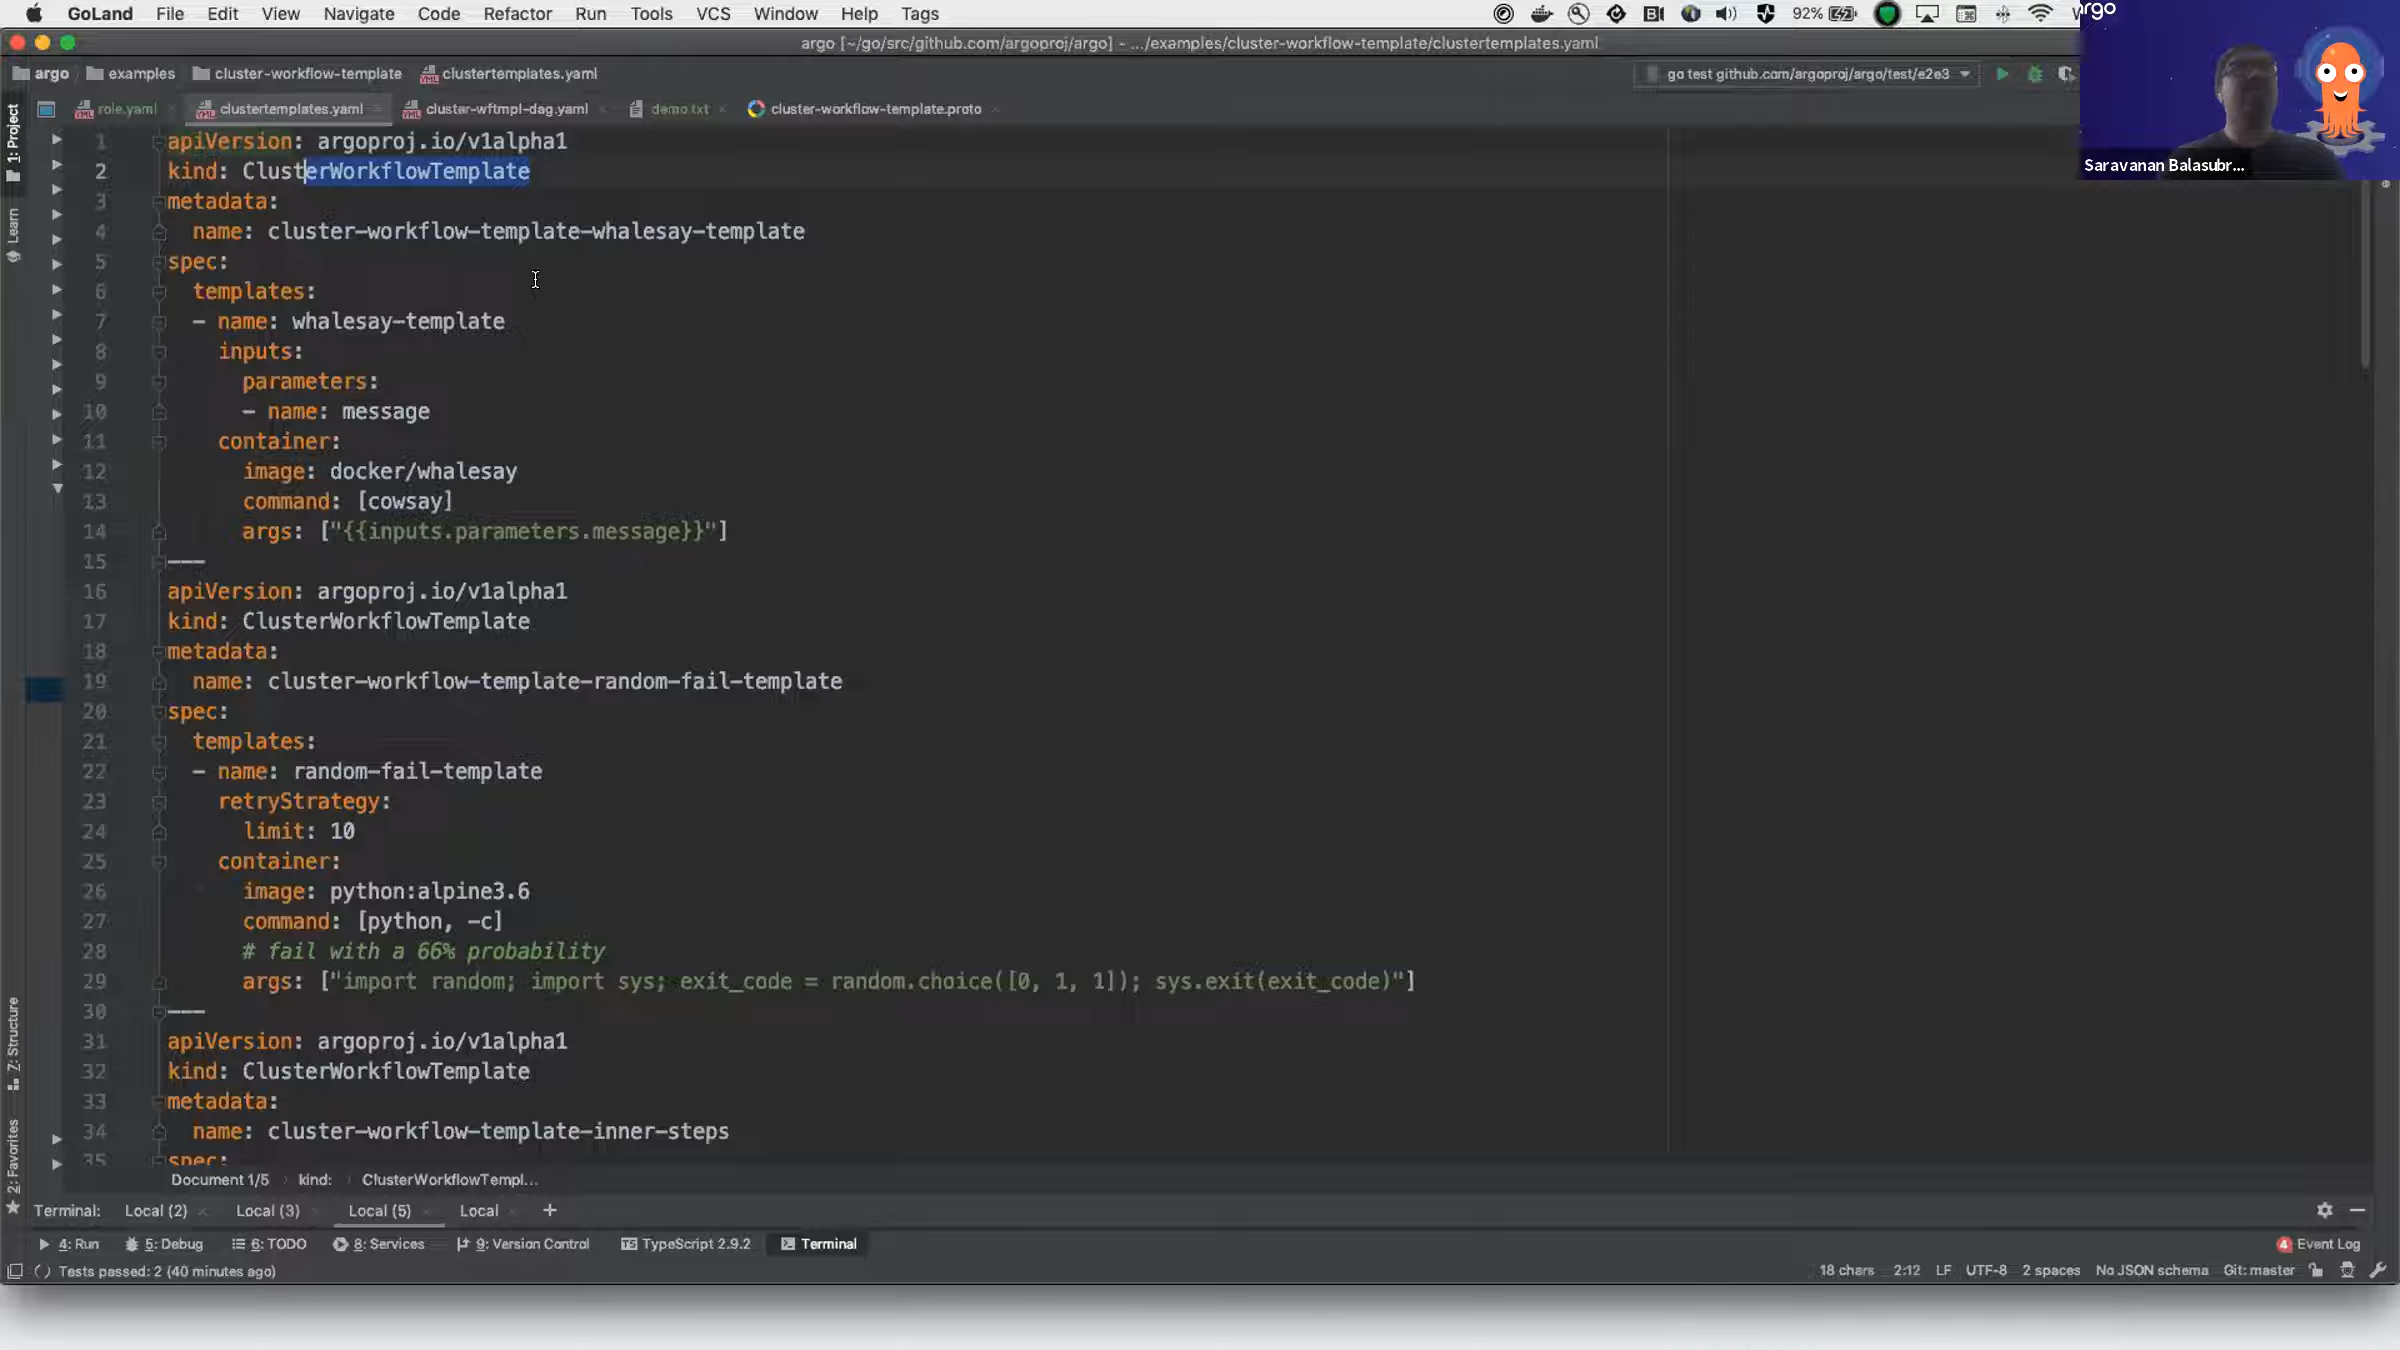 GoLand File Edit View Navigate Code Refactor Run Tools VCS Window Help Tags 92%
argo
argo [~/go/src/github.com/argoproj/argo] - .../examples/cluster-workflow-template/clustertemplates.yaml
argo examples cluster-workflow-template clustertemplates.yaml
go test github.com/argoproj/argo/test/e2e3
role.yaml clustertemplates.yaml cluster-wftmpl-dag.yaml demo.txt cluster-workflow-template.proto
Saravanan Balasubr...
1: Project
Learn
7: Structure
2: Favorites
1 apiVersion: argoproj.io/v1alpha1
2 kind: ClusterWorkflowTemplate
3 metadata:
4 name: cluster-workflow-template-whalesay-template
5 spec:
6 templates:
7 - name: whalesay-template
8 inputs:
9 parameters:
10 - name: message
11 container:
12 image: docker/whalesay
13 command: [cowsay]
14 args: ["{{inputs.parameters.message}}"]
15 ---
16 apiVersion: argoproj.io/v1alpha1
17 kind: ClusterWorkflowTemplate
18 metadata:
19 name: cluster-workflow-template-random-fail-template
20 spec:
21 templates:
22 - name: random-fail-template
23 retryStrategy:
24 limit: 10
25 container:
26 image: python:alpine3.6
27 command: [python, -c]
28 # fail with a 66% probability
29 args: ["import random; import sys; exit_code = random.choice([0, 1, 1]); sys.exit(exit_code)"]
30 ---
31 apiVersion: argoproj.io/v1alpha1
32 kind: ClusterWorkflowTemplate
33 metadata:
34 name: cluster-workflow-template-inner-steps
35 spec:
Document 1/5 kind: ClusterWorkflowTempl...
Terminal: Local (2) Local (3) Local (5) Local +
4: Run 5: Debug 6: TODO 8: Services 9: Version Control TypeScript 2.9.2 Terminal 4 Event Log
Tests passed: 2 (40 minutes ago) 18 chars 2:12 LF UTF-8 2 spaces No JSON schema Git: master